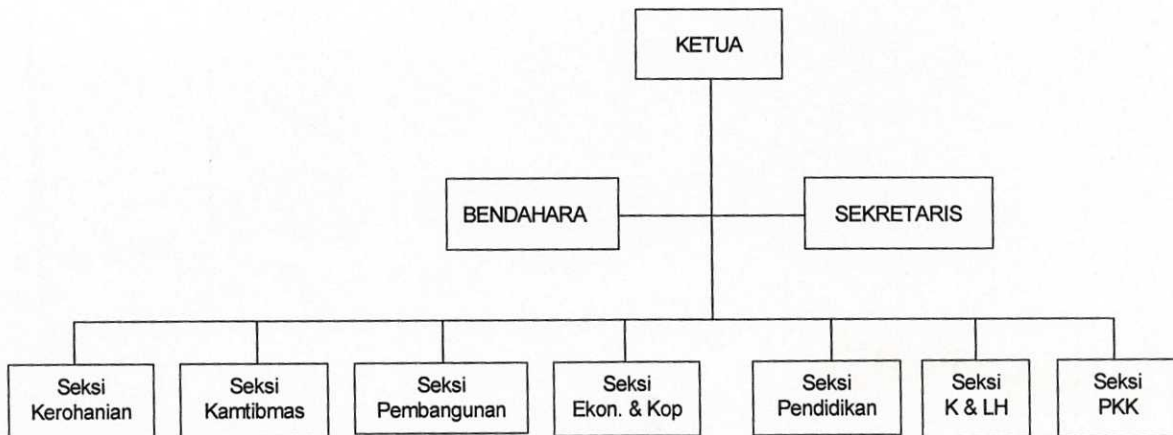 KETUA
BENDAHARA
SEKRETARIS
Seksi
Kerohanian
Seksi
Kamtibmas
Seksi
Pembangunan
Seksi
Ekon. & Kop
Seksi
Pendidikan
Seksi
K & LH
Seksi
PKK